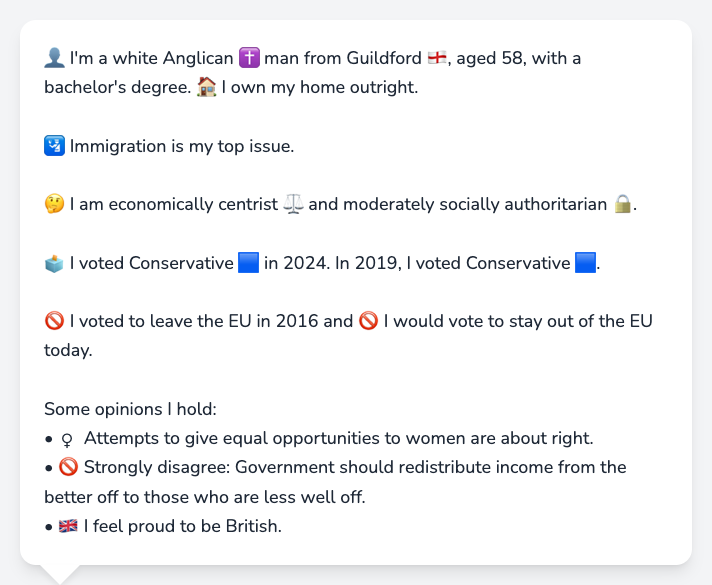 👤 I'm a white Anglican ✝️ man from Guildford 🏴󠁧󠁢󠁥󠁮󠁧󠁿, aged 58, with a
bachelor's degree. 🏠 I own my home outright.
🛂 Immigration is my top issue.
🤔 I am economically centrist ⚖️ and moderately socially authoritarian 🔒.
🗳️ I voted Conservative 🟦 in 2024. In 2019, I voted Conservative 🟦.
🚫 I voted to leave the EU in 2016 and 🚫 I would vote to stay out of the EU
today.
Some opinions I hold:
• ♀ Attempts to give equal opportunities to women are about right.
• 🚫 Strongly disagree: Government should redistribute income from the
better off to those who are less well off.
• 🇬🇧 I feel proud to be British.